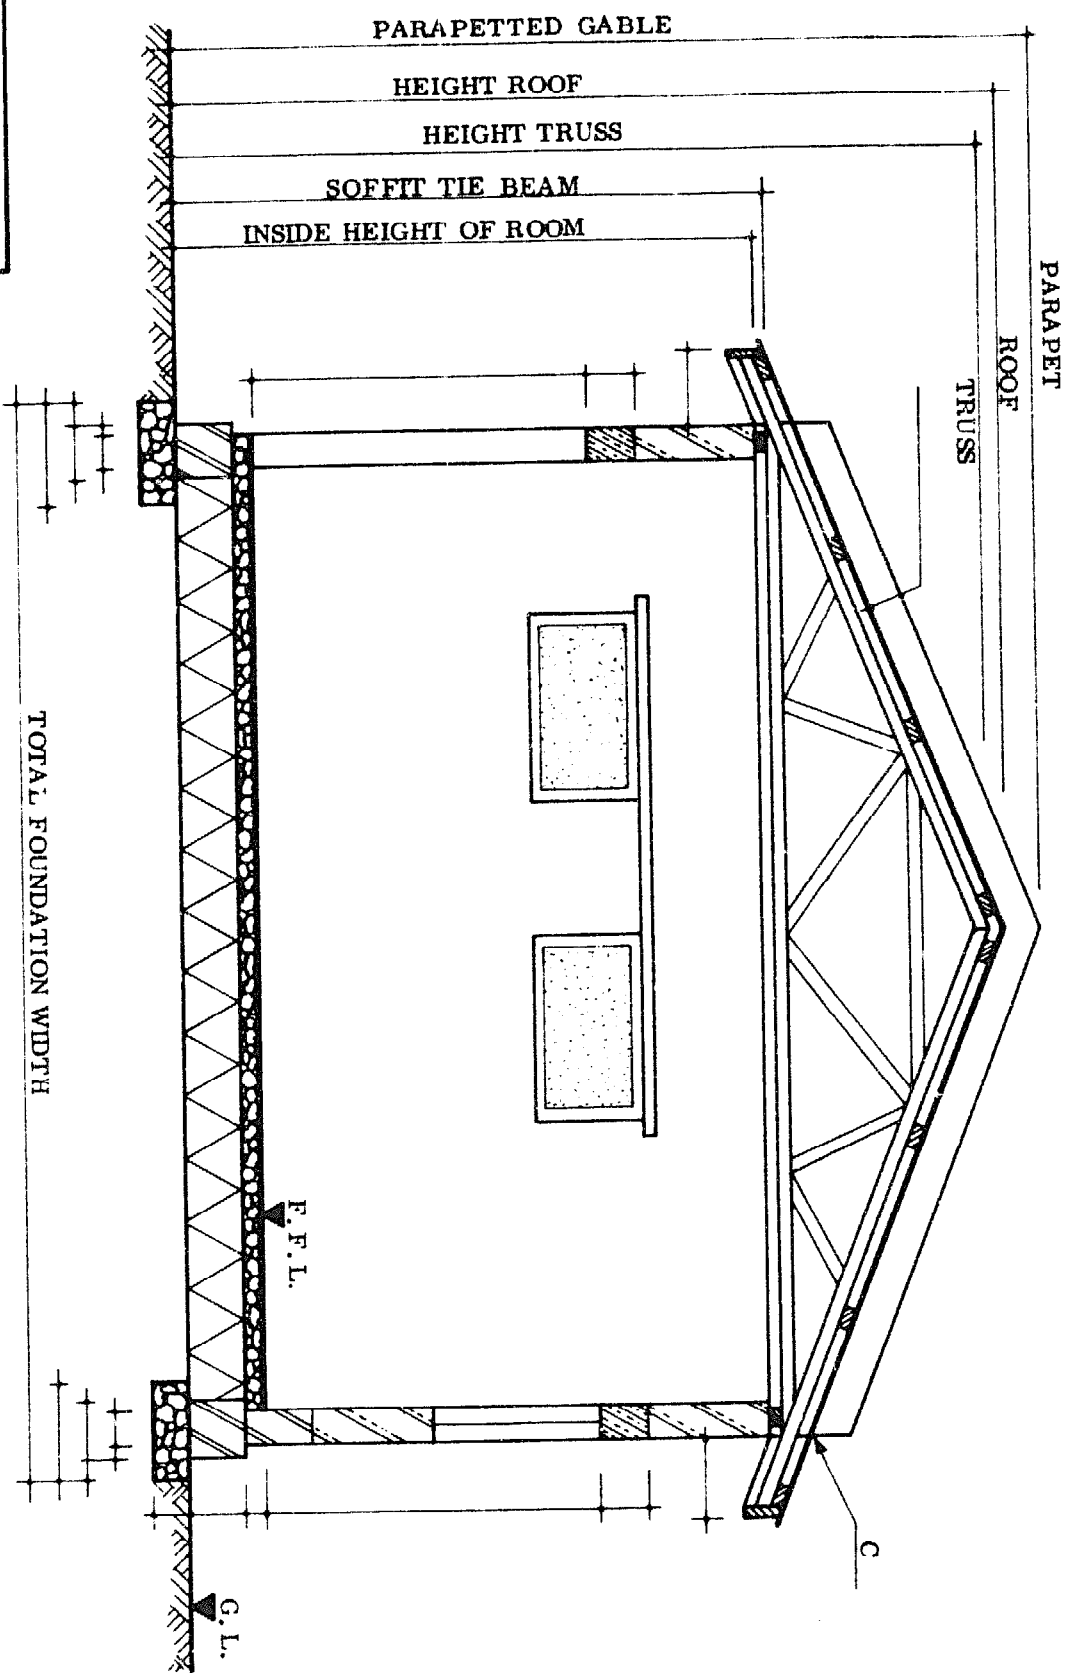 PARAPETTED GABLE
HEIGHT ROOF
HEIGHT TRUSS
SOFFIT TIE BEAM
INSIDE HEIGHT OF ROOM
PARAPET
ROOF
TRUSS
C
F.F.L.
G.L.
TOTAL FOUNDATION WIDTH